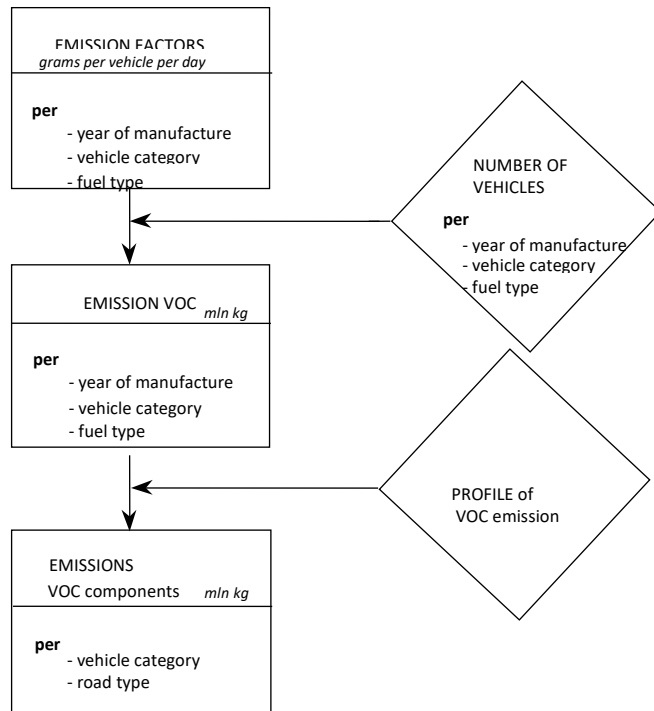 EMISSION FACTORS
grams per vehicle per day
per
- year of manufacture
- vehicle category
- fuel type
NUMBER OF
VEHICLES
per
- year of manufacture
- vehicle category
- fuel type
EMISSION VOC mln kg
per
- year of manufacture
- vehicle category
- fuel type
PROFILE of
VOC emission
EMISSIONS
VOC components mln kg
per
- vehicle category
- road type